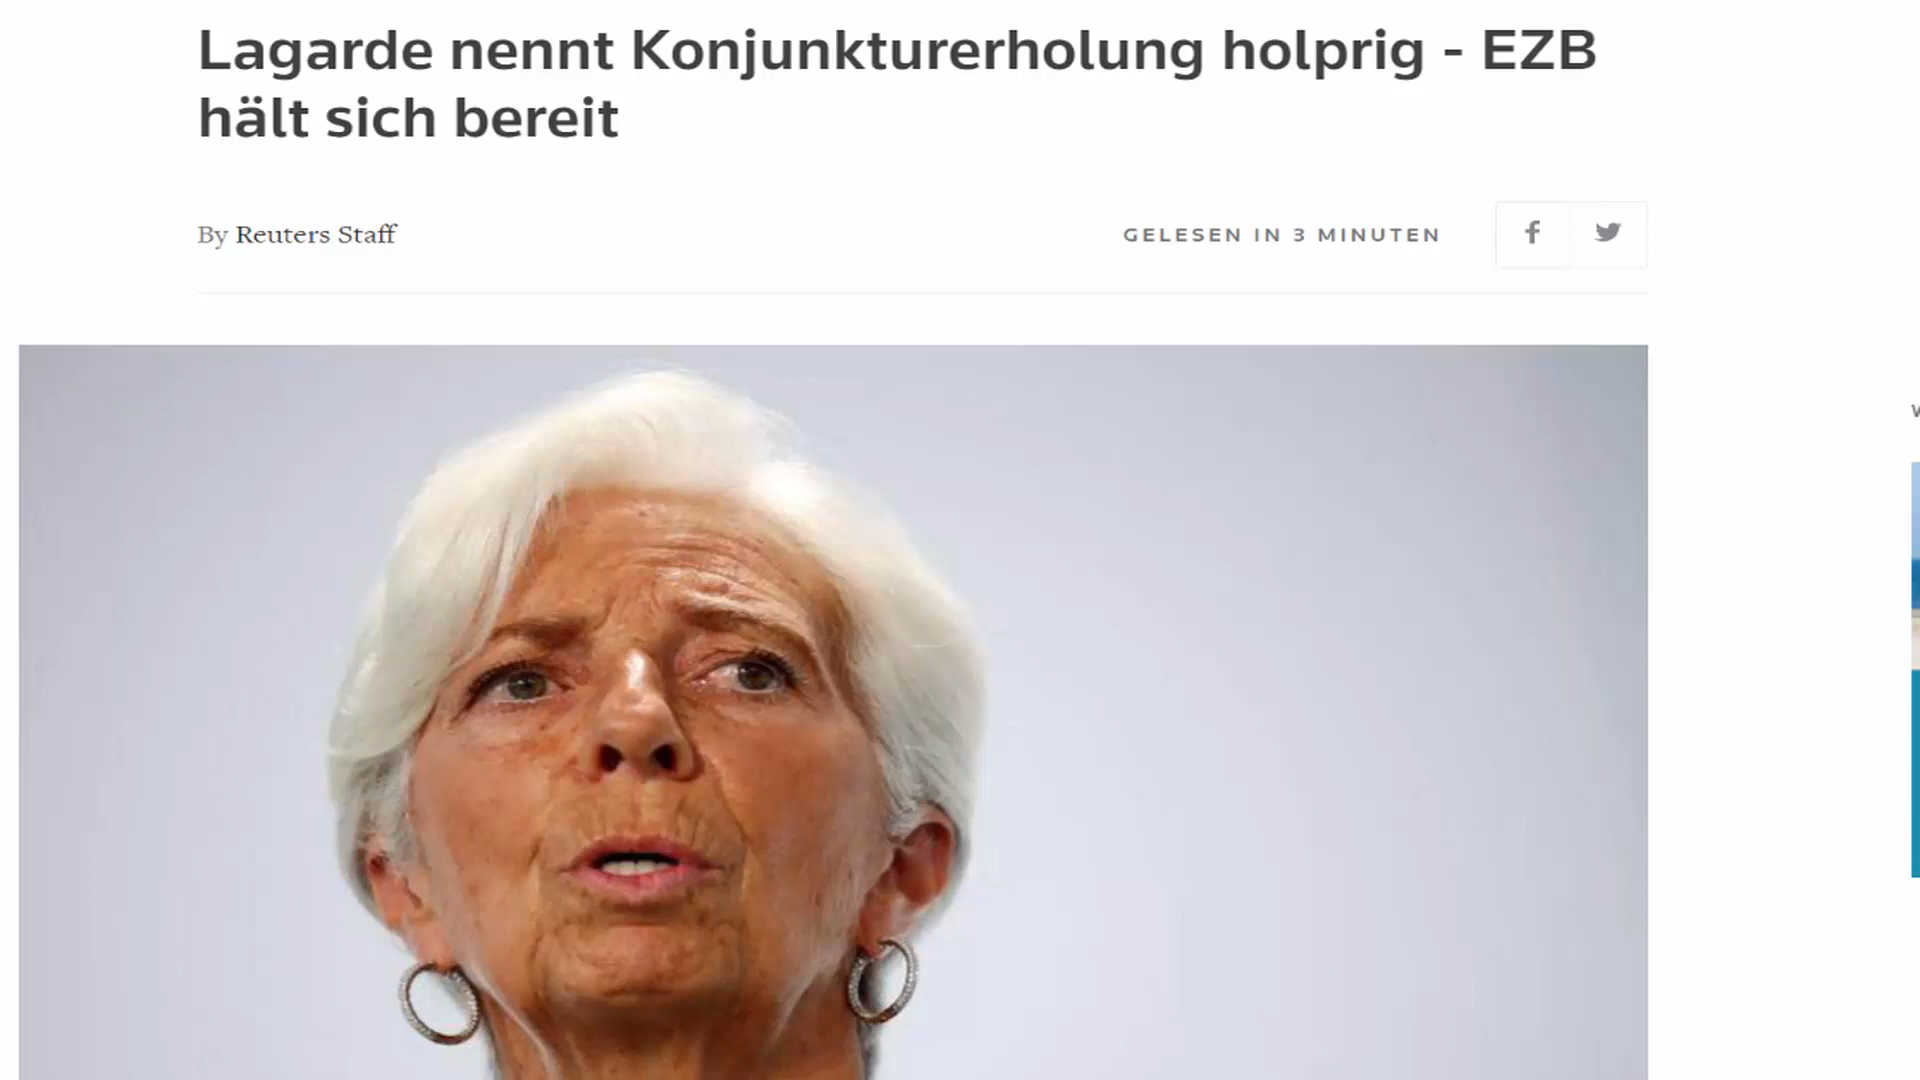 Lagarde nennt Konjunkturerholung holprig - EZB
hält sich bereit
By Reuters Staff
GELESEN IN 3 MINUTEN